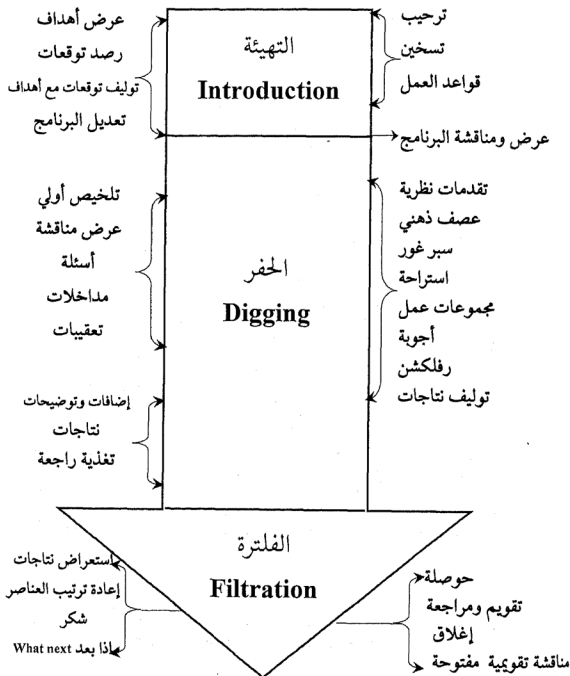 ترحيب
تسخين
قواعد العمل
عرض ومناقشة البرنامج
التهيئة
Introduction
عرض أهداف
رصد توقعات
توليف توقعات مع أهداف
تعديل البرنامج
تقدمات نظرية
عصف ذهني
سبر غور
استراحة
مجموعات عمل
أجوبة
رفلكشن
توليف نتاجات
الحفر
Digging
تلخيص أولي
عرض مناقشة
أسئلة
مداخلات
تعقيبات
إضافات وتوضيحات
نتاجات
تغذية راجعة
الفلترة
Filtration
حوصلة
تقويم ومراجعة
إغلاق
مناقشة تقويمية مفتوحة
استعراض نتاجات
إعادة ترتيب العناصر
شكر
ماذا بعد What next